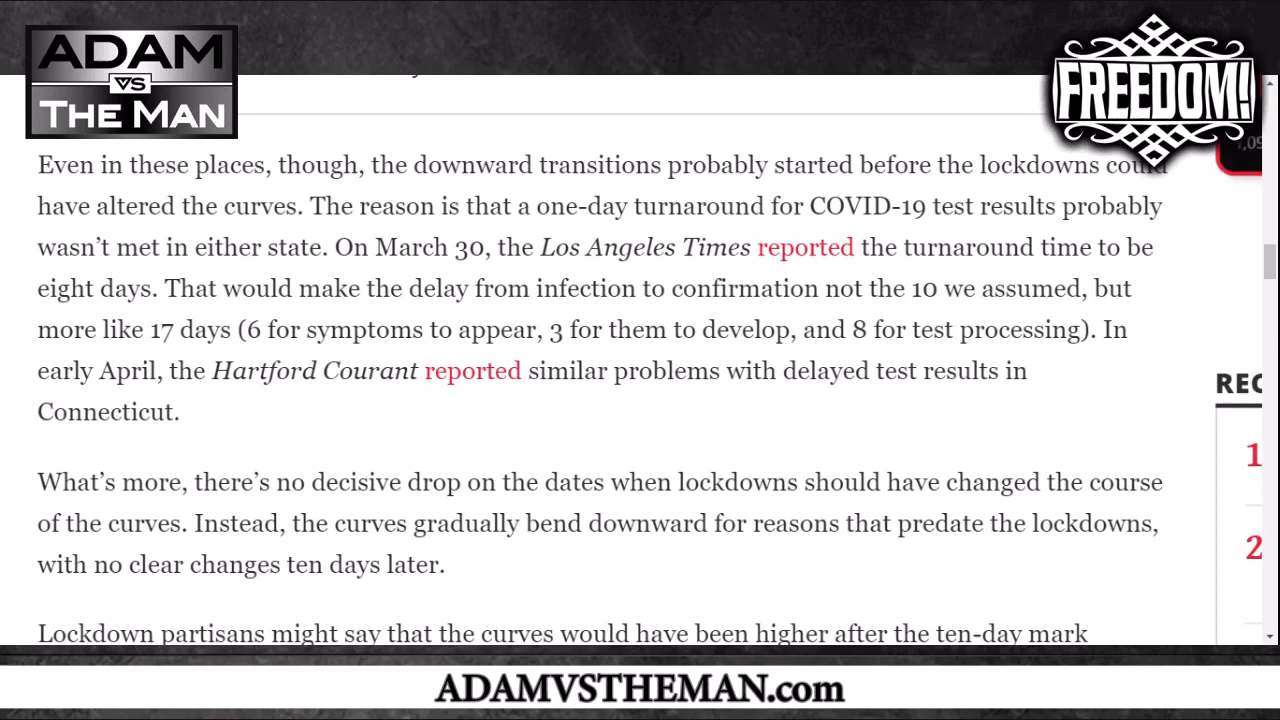 ADAM
VS
THE MAN
FREEDOM!
Even in these places, though, the downward transitions probably started before the lockdowns could
have altered the curves. The reason is that a one-day turnaround for COVID-19 test results probably
wasn’t met in either state. On March 30, the Los Angeles Times reported the turnaround time to be
eight days. That would make the delay from infection to confirmation not the 10 we assumed, but
more like 17 days (6 for symptoms to appear, 3 for them to develop, and 8 for test processing). In
early April, the Hartford Courant reported similar problems with delayed test results in
Connecticut.
What’s more, there’s no decisive drop on the dates when lockdowns should have changed the course
of the curves. Instead, the curves gradually bend downward for reasons that predate the lockdowns,
with no clear changes ten days later.
Lockdown partisans might say that the curves would have been higher after the ten-day mark
REC
1
2
ADAMVSTHEMAN.com